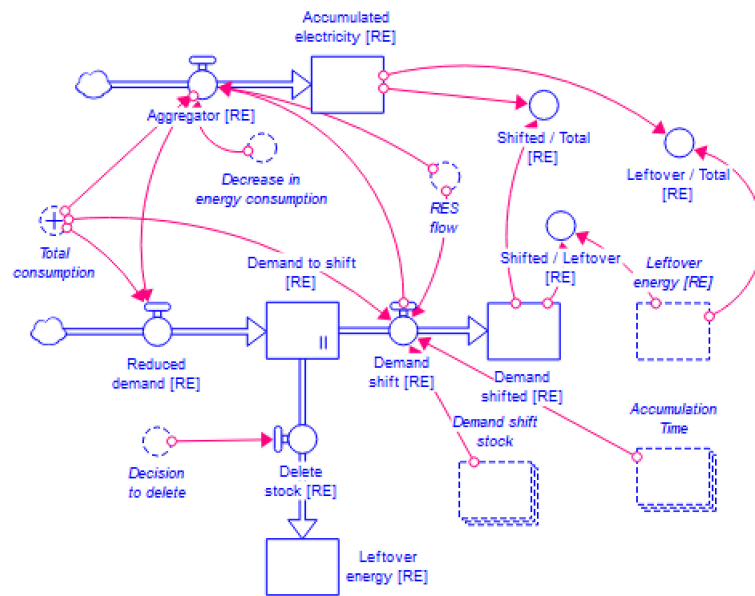 Accumulated
electricity [RE]
Aggregator [RE]
Shifted / Total
[RE]
Leftover / Total
[RE]
Decrease in
energy consumption
RES
flow
Total
consumption
Demand to shift
[RE]
Shifted / Leftover
[RE]
Leftover
energy [RE]
Reduced
demand [RE]
Demand
shift [RE]
Demand
shifted [RE]
Demand shift
stock
Accumulation
Time
Decision
to delete
Delete
stock [RE]
Leftover
energy [RE]